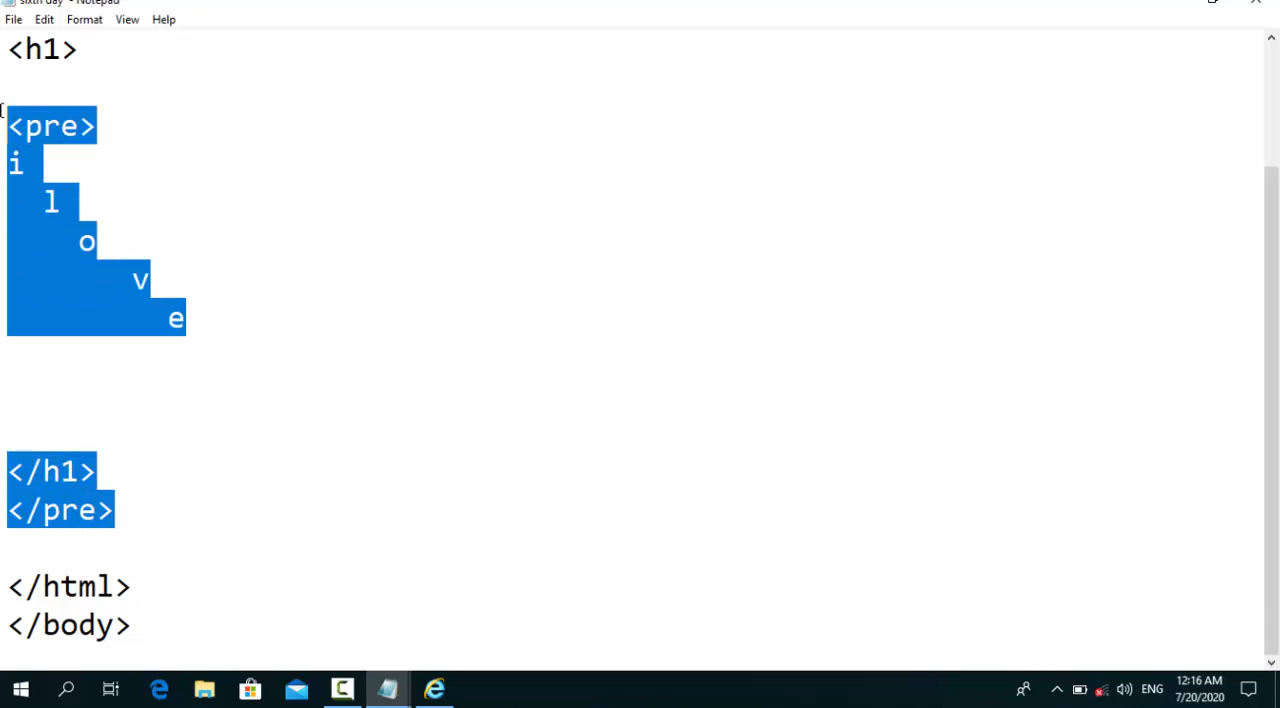 sixth day - Notepad
File Edit Format View Help
<h1>
<pre>
i
l
o
v
e
</h1>
</pre>
</html>
</body>
12:16 AM
ENG
7/20/2020